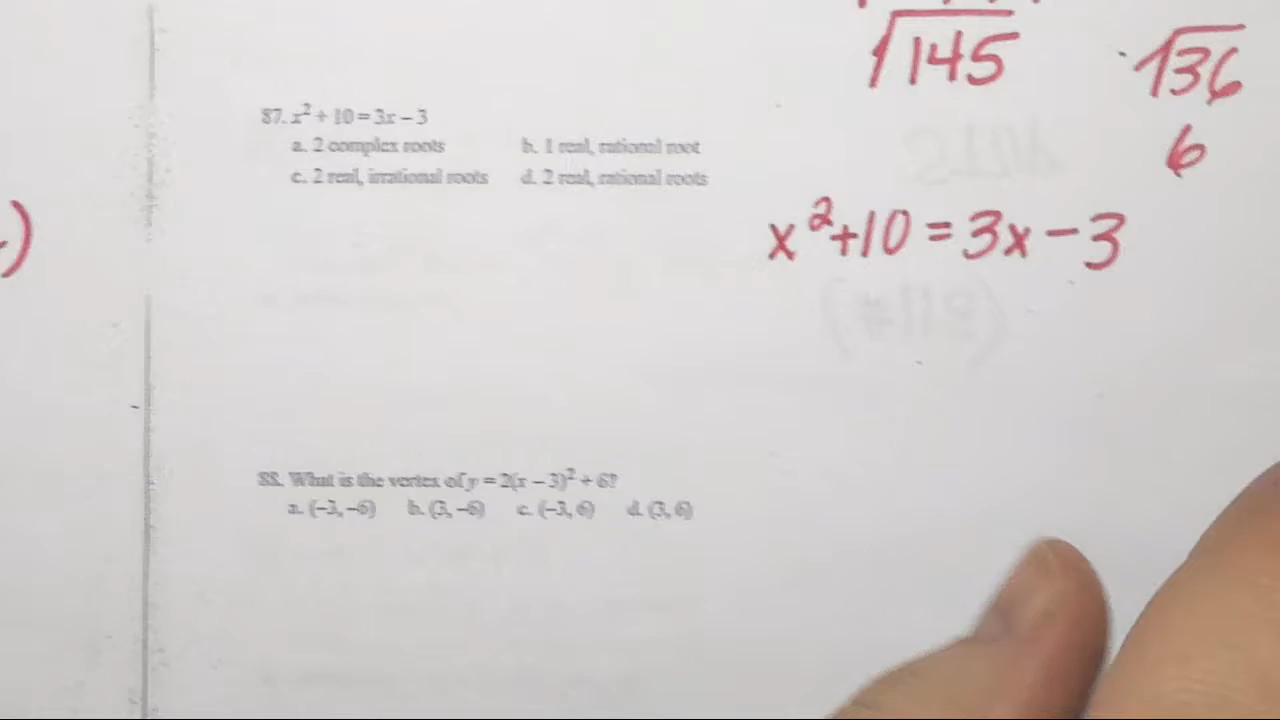 √145
√36
6
87. x² + 10 = 3x – 3
a. 2 complex roots b. 1 real, rational root
c. 2 real, irrational roots d. 2 real, rational roots
x²+10 = 3x – 3
)
88. What is the vertex of y = 2(x – 3)² + 6?
a. (–3, –6) b. (3, –6) c. (–3, 6) d. (3, 6)